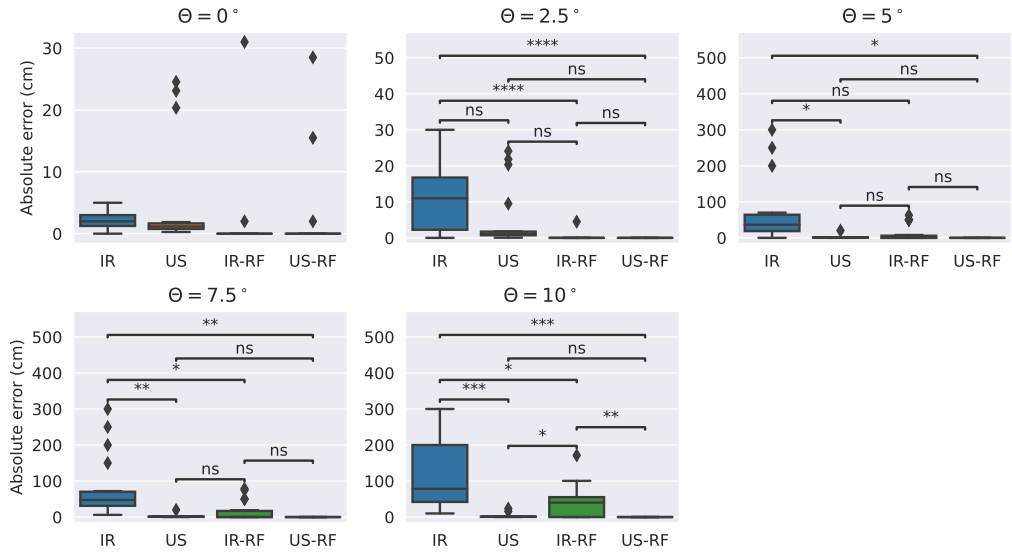 Θ = 0°
Absolute error (cm)
30
20
10
0
IR US IR-RF US-RF
Θ = 2.5°
50
40
30
20
10
0
****
ns
****
ns
ns
ns
IR US IR-RF US-RF
Θ = 5°
500
400
300
200
100
0
*
ns
ns
*
ns
ns
IR US IR-RF US-RF
Θ = 7.5°
Absolute error (cm)
500
400
300
200
100
0
**
ns
*
**
ns
ns
IR US IR-RF US-RF
Θ = 10°
500
400
300
200
100
0
***
ns
*
***
**
*
IR US IR-RF US-RF